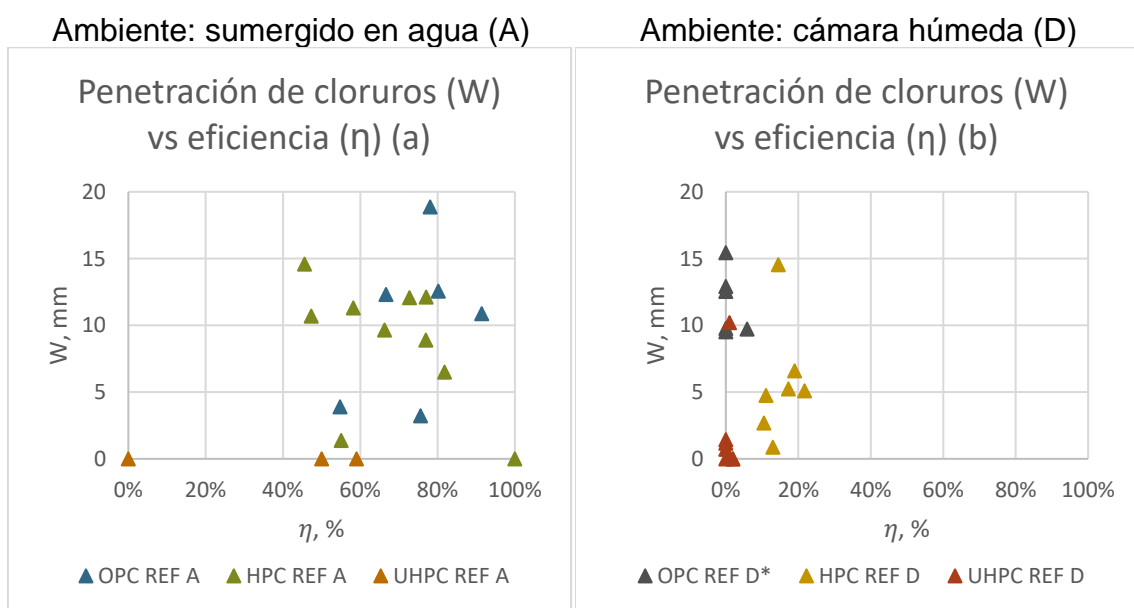 Ambiente: sumergido en agua (A)
Penetración de cloruros (W)
vs eficiencia (η) (a)
W, mm
20
15
10
5
0
0% 20% 40% 60% 80% 100%
η, %
OPC REF A HPC REF A UHPC REF A
Ambiente: cámara húmeda (D)
Penetración de cloruros (W)
vs eficiencia (η) (b)
W, mm
20
15
10
5
0
0% 20% 40% 60% 80% 100%
η, %
OPC REF D* HPC REF D UHPC REF D